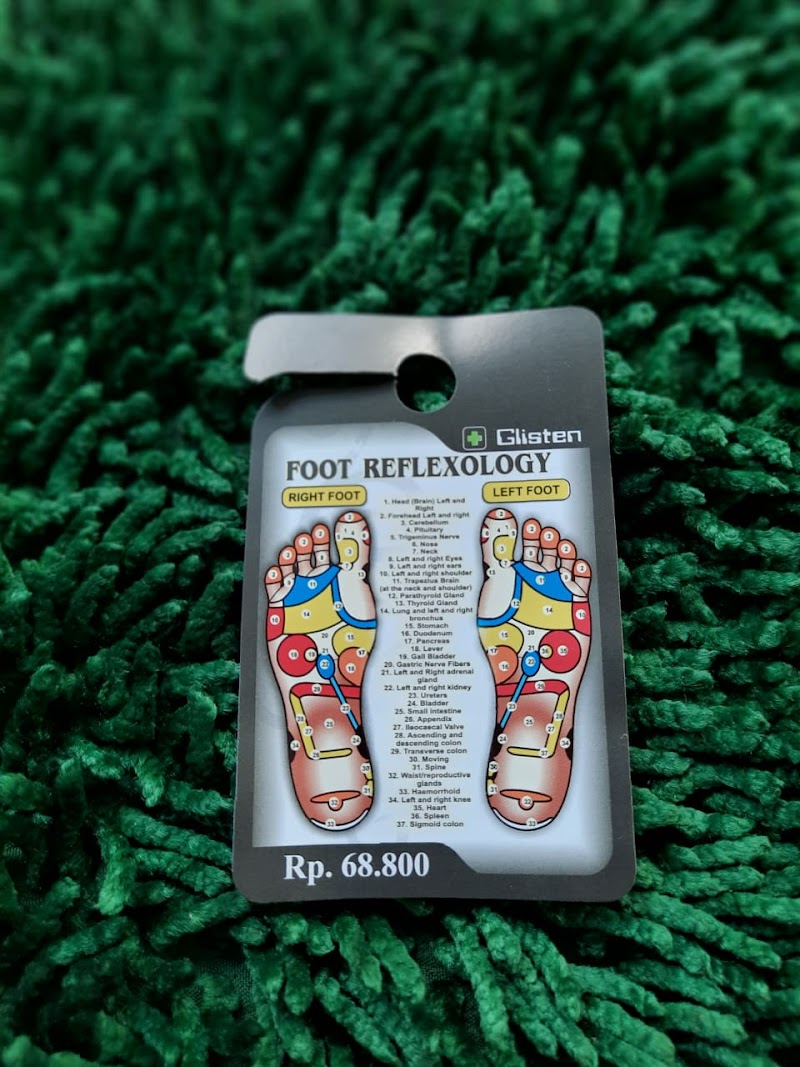 Glisten
FOOT REFLEXOLOGY
RIGHT FOOT
LEFT FOOT
1. Head (Brain) Left and
Right
2. Forehead Left and right
3. Cerebellum
4. Pituitary
5. Trigeminus Nerve
6. Nose
7. Neck
8. Left and right Eyes
9. Left and right ears
10. Left and right shoulder
11. Trapezius Brain
(at the neck and shoulder)
12. Parathyroid Gland
13. Thyroid Gland
14. Lung and left and right
bronchus
15. Stomach
16. Duodenum
17. Pancreas
18. Lever
19. Gall Bladder
20. Gastric Nerve Fibers
21. Left and Right adrenal
gland
22. Left and right kidney
23. Ureters
24. Bladder
25. Small intestine
26. Appendix
27. Ileocaecal Valve
28. Ascending and
descending colon
29. Transverse colon
30. Moving
31. Spine
32. Waist/reproductive
glands
33. Haemorrhoid
34. Left and right knee
35. Heart
36. Spleen
37. Sigmoid colon
Rp. 68.800